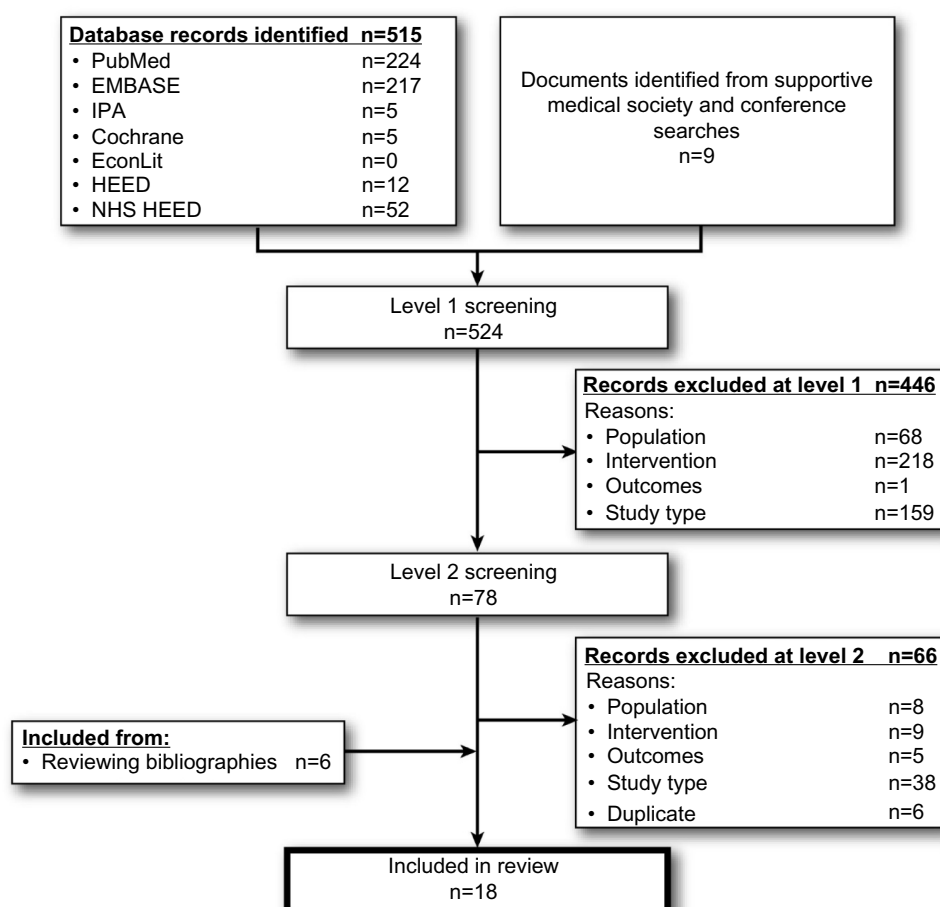 Database records identified n=515
• PubMed n=224
• EMBASE n=217
• IPA n=5
• Cochrane n=5
• EconLit n=0
• HEED n=12
• NHS HEED n=52
Documents identified from supportive
medical society and conference
searches
n=9
Level 1 screening
n=524
Records excluded at level 1 n=446
Reasons:
• Population n=68
• Intervention n=218
• Outcomes n=1
• Study type n=159
Level 2 screening
n=78
Records excluded at level 2 n=66
Reasons:
• Population n=8
• Intervention n=9
• Outcomes n=5
• Study type n=38
• Duplicate n=6
Included from:
• Reviewing bibliographies n=6
Included in review
n=18